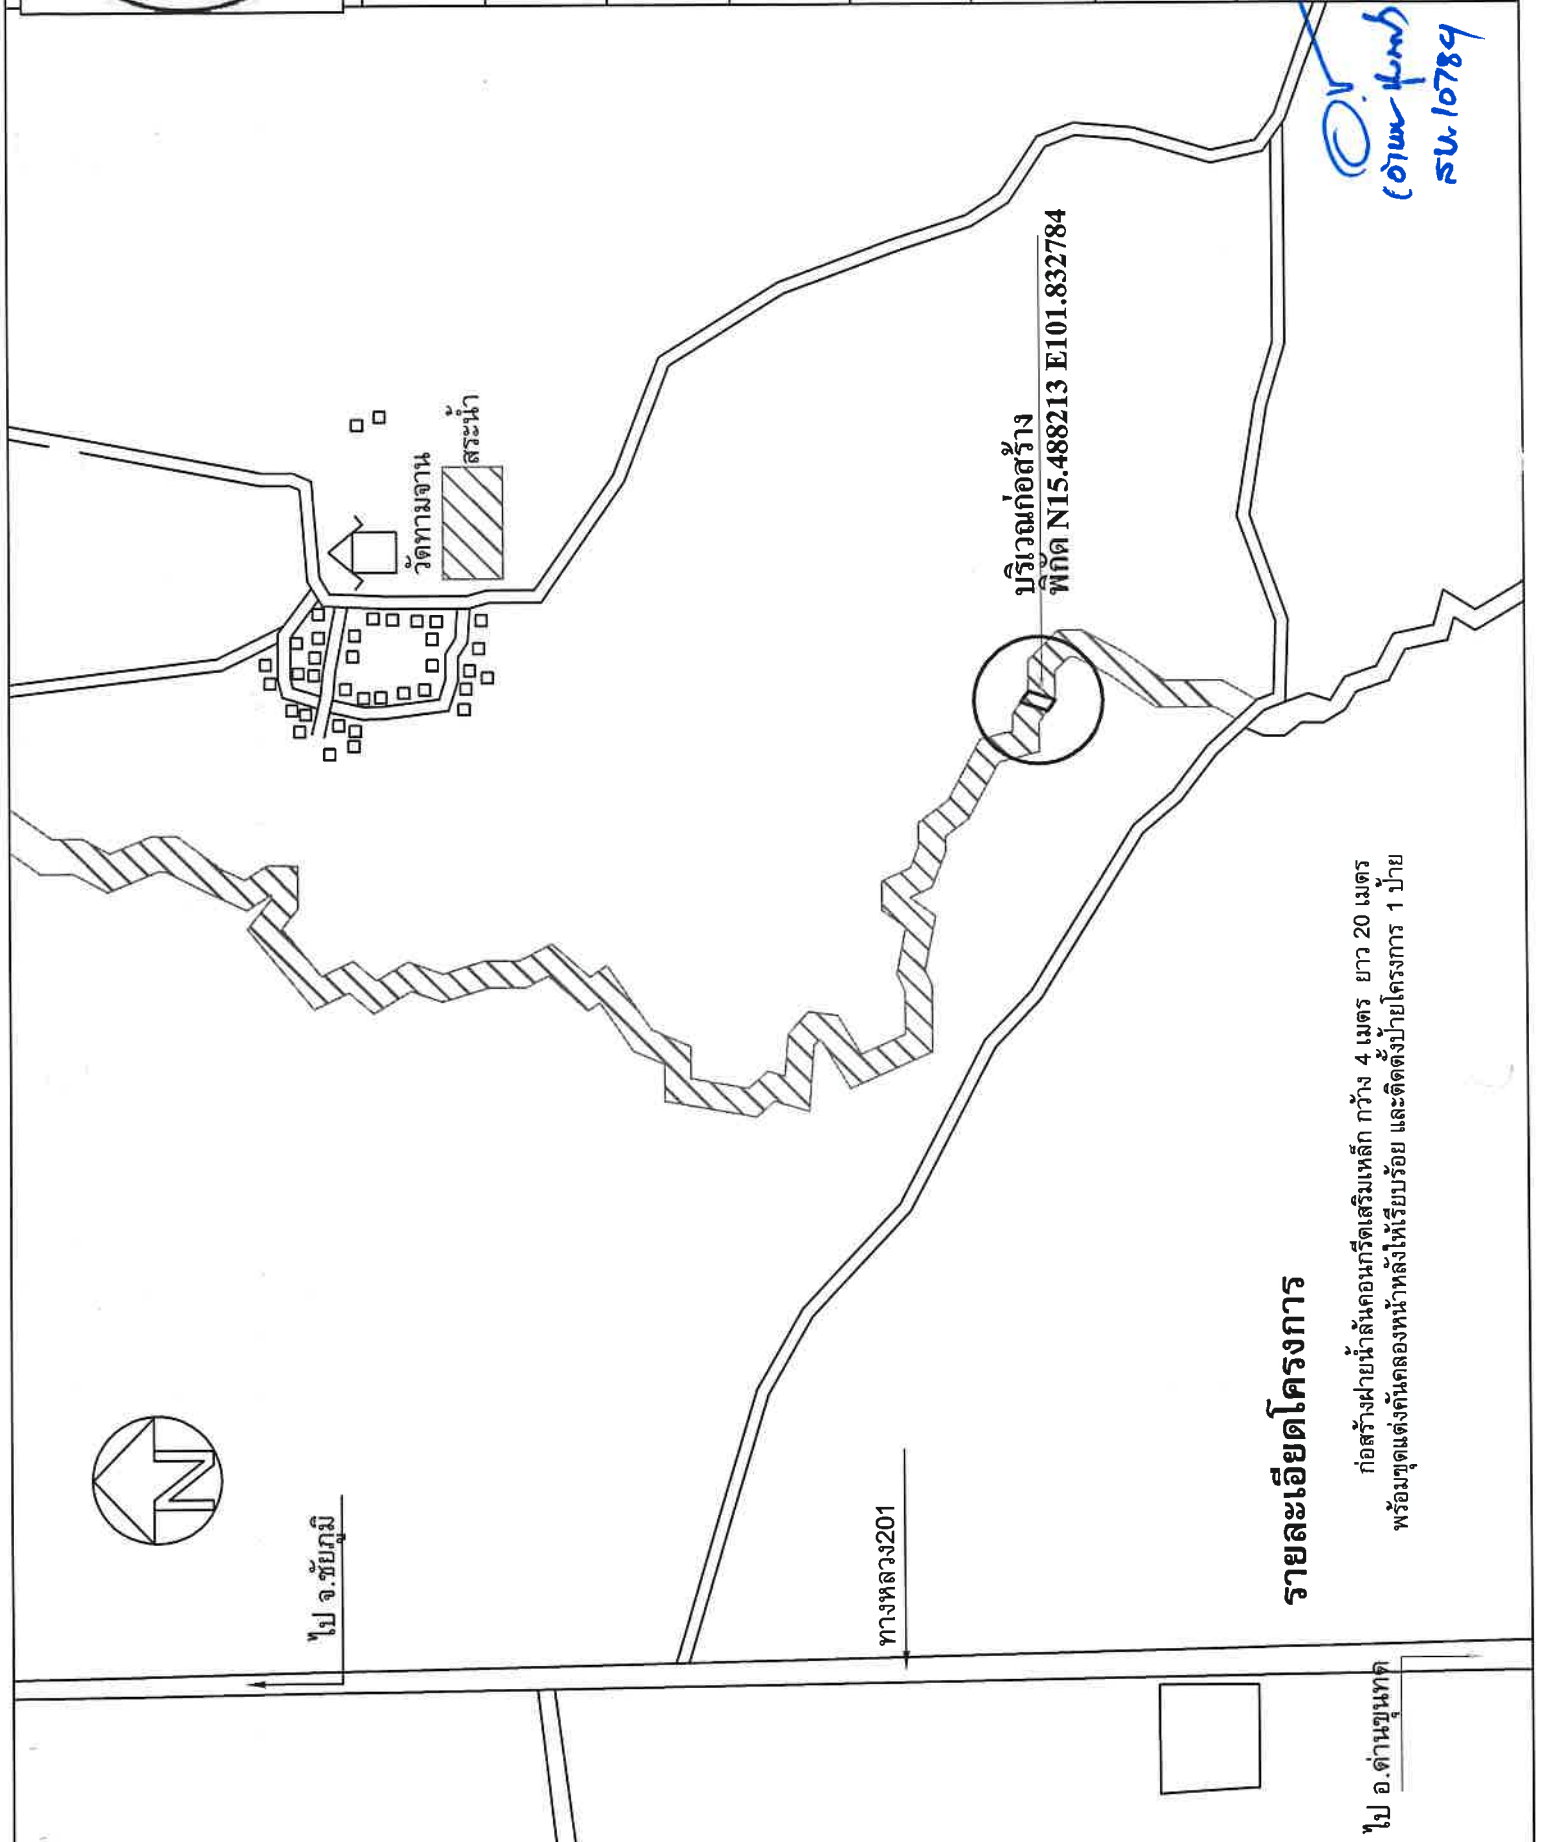 N
ไป จ.ชัยภูมิ
วัดทามจาน
สระน้ำ
ทางหลวง201
บริเวณก่อสร้าง
พิกัด N15.488213 E101.832784
รายละเอียดโครงการ
ก่อสร้างฝายน้ำล้นคอนกรีตเสริมเหล็ก กว้าง 4 เมตร ยาว 20 เมตร
พร้อมขุดแต่งคันคลองหน้าหลังให้เรียบร้อย และติดตั้งป้ายโครงการ 1 ป้าย
ไป อ.ด่านขุนทด
10784